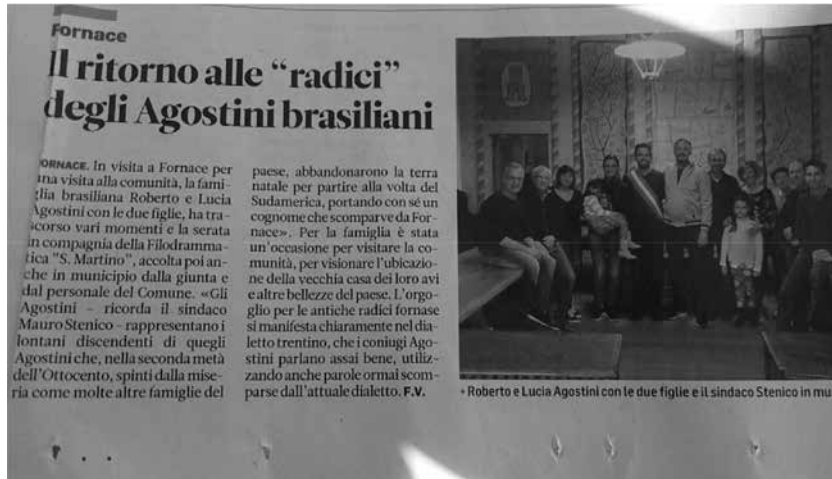 Fornace
Il ritorno alle “radici”
degli Agostini brasiliani
FORNACE. In visita a Fornace per
una visita alla comunità, la fami-
glia brasiliana Roberto e Lucia
Agostini con le due figlie, ha tra-
scorso vari momenti e la serata
in compagnia della Filodramma-
tica "S. Martino", accolta poi an-
che in municipio dalla giunta e
dal personale del Comune. «Gli
Agostini – ricorda il sindaco
Mauro Stenico – rappresentano i
lontani discendenti di quegli
Agostini che, nella seconda metà
dell'Ottocento, spinti dalla mise-
ria come molte altre famiglie del
paese, abbandonarono la terra
natale per partire alla volta del
Sudamerica, portando con sé un
cognome che scomparve da For-
nace». Per la famiglia è stata
un'occasione per visitare la co-
munità, per visionare l'ubicazio-
ne della vecchia casa dei loro avi
e altre bellezze del paese. L'orgo-
glio per le antiche radici fornase
si manifesta chiaramente nel dia-
letto trentino, che i coniugi Ago-
stini parlano assai bene, utiliz-
zando anche parole ormai scom-
parse dall'attuale dialetto. F.V.
• Roberto e Lucia Agostini con le due figlie e il sindaco Stenico in mu